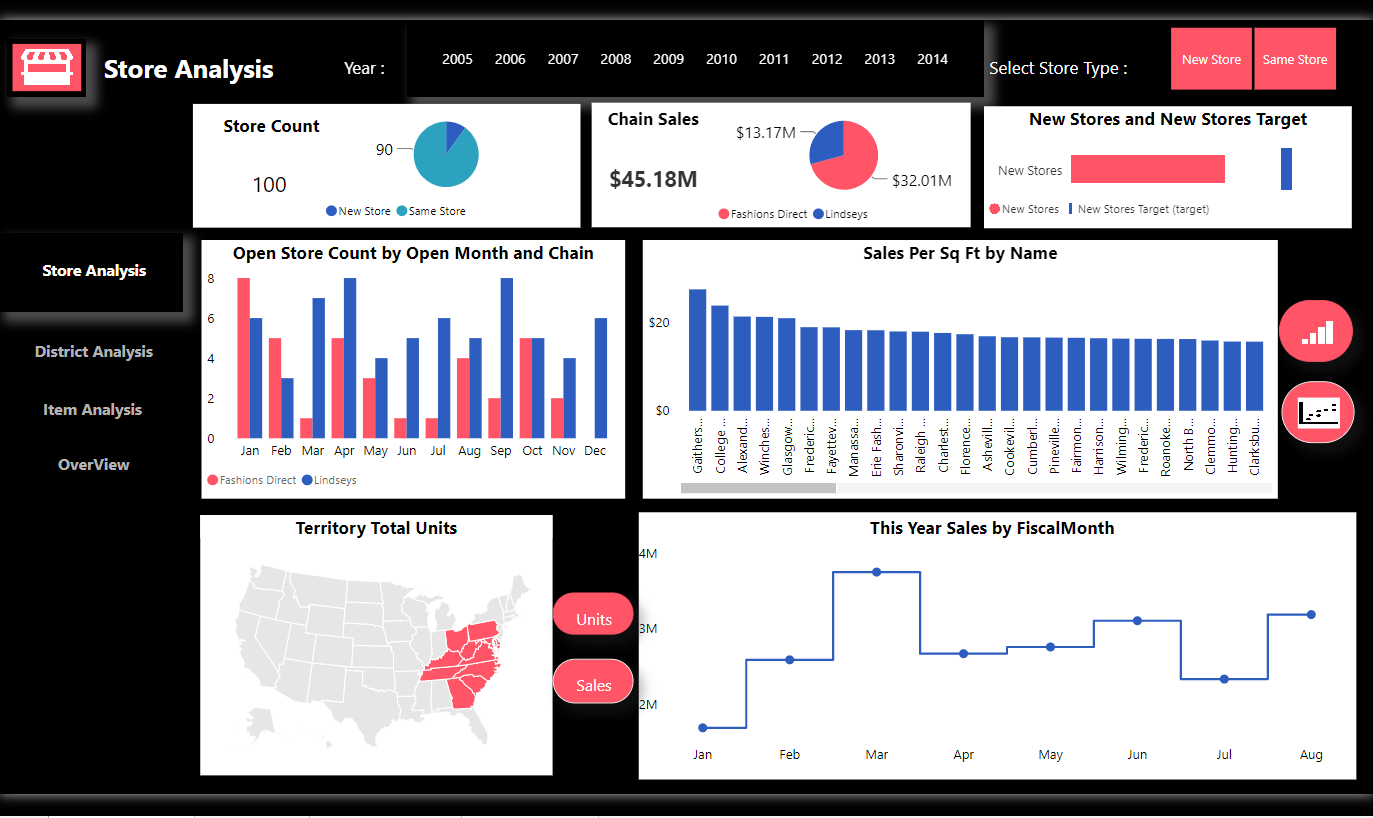 Store Analysis
Year :
2005 2006 2007 2008 2009 2010 2011 2012 2013 2014
Select Store Type :
New Store
Same Store
Store Count
100
90
New Store Same Store
Chain Sales
$45.18M
$13.17M
$32.01M
Fashions Direct Lindseys
New Stores and New Stores Target
New Stores
New Stores New Stores Target (target)
Store Analysis
District Analysis
Item Analysis
OverView
Open Store Count by Open Month and Chain
8
6
4
2
0
Jan Feb Mar Apr May Jun Jul Aug Sep Oct Nov Dec
Fashions Direct Lindseys
Sales Per Sq Ft by Name
$20
$0
Gaithers...
College ...
Alexand...
Winches...
Glasgow...
Frederic...
Fayettev...
Manassa...
Erie Fash...
Sharonvi...
Raleigh ...
Charlest...
Florence...
Ashevill...
Cookevil...
Cumberl...
Pineville...
Fairmon...
Harrison...
Wilming...
Frederic...
Roanoke...
North B...
Clemmo...
Hunting...
Clarksbu...
Territory Total Units
Units
Sales
This Year Sales by FiscalMonth
4M
3M
2M
Jan Feb Mar Apr May Jun Jul Aug